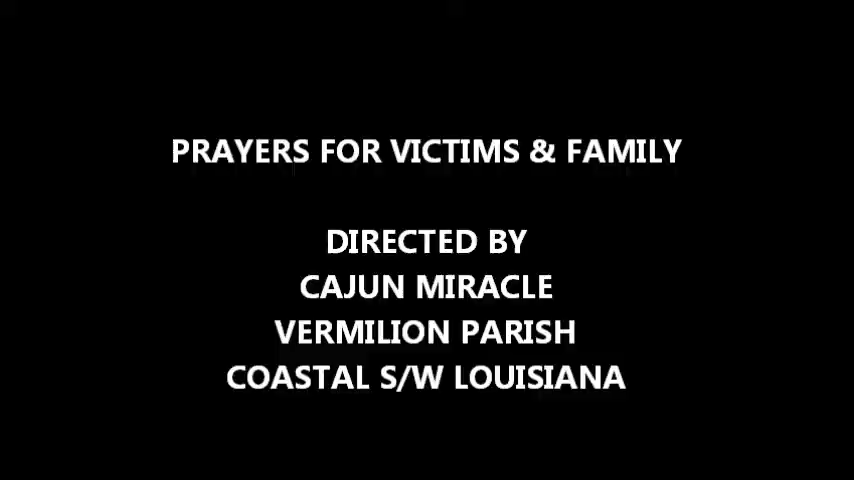 PRAYERS FOR VICTIMS & FAMILY
DIRECTED BY
CAJUN MIRACLE
VERMILION PARISH
COASTAL S/W LOUISIANA